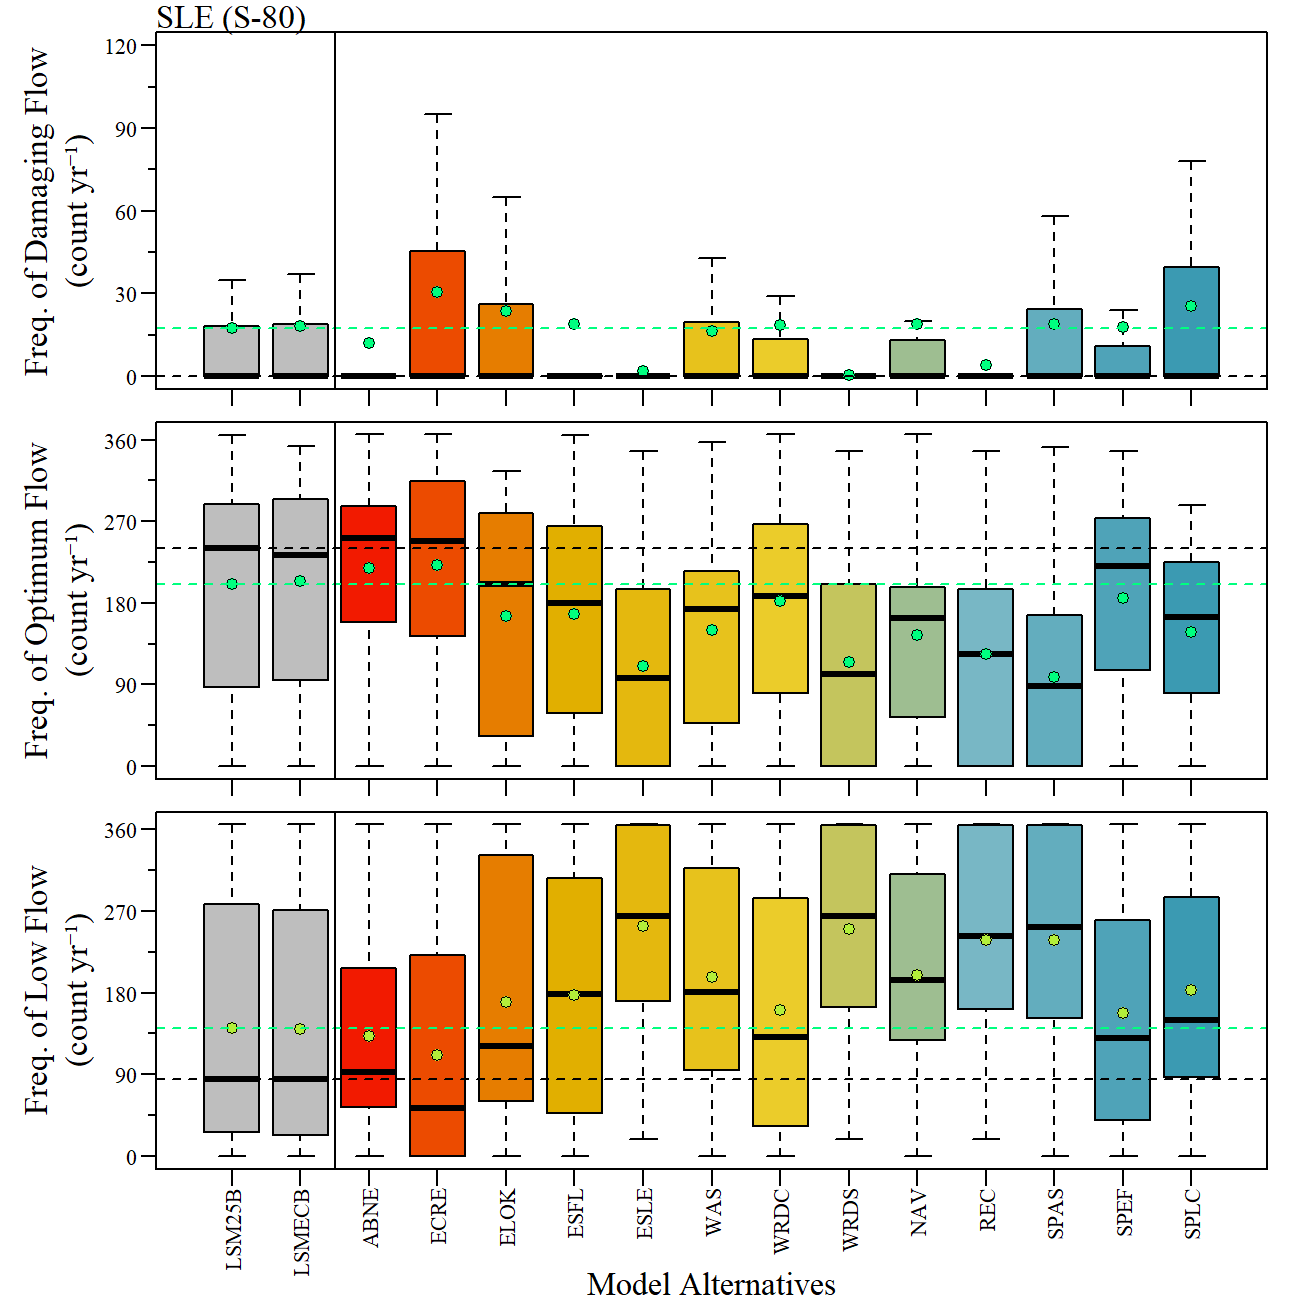 SLE (S-80)
Freq. of Damaging Flow
(count yr⁻¹)
120
90
60
30
0
Freq. of Optimum Flow
(count yr⁻¹)
360
270
180
90
0
Freq. of Low Flow
(count yr⁻¹)
360
270
180
90
0
LSM25B
LSMECB
ABNE
ECRE
ELOK
ESFL
ESLE
WAS
WRDC
WRDS
NAV
REC
SPAS
SPEF
SPLC
Model Alternatives